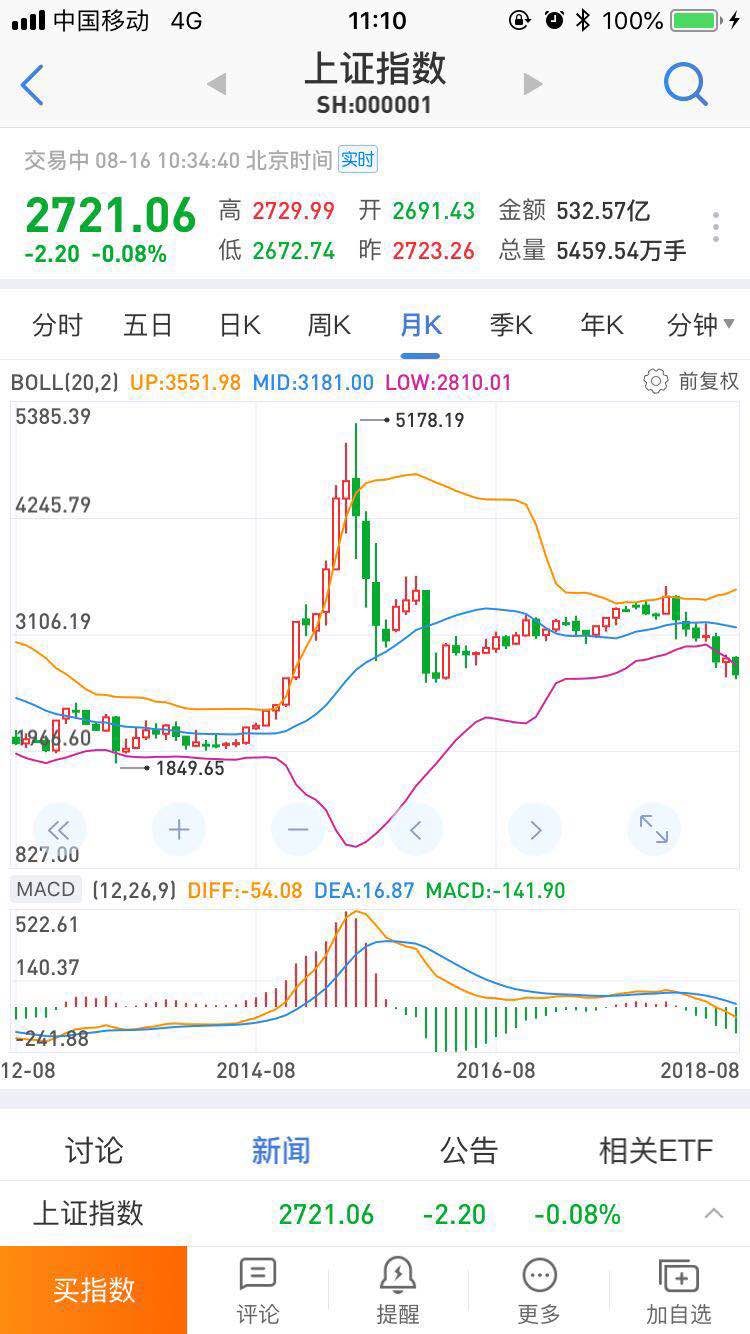 中国移动 4G 11:10 100%
上证指数
SH:000001
交易中 08-16 10:34:40 北京时间 实时
2721.06 高 2729.99 开 2691.43 金额 532.57亿
-2.20 -0.08% 低 2672.74 昨 2723.26 总量 5459.54万手
分时 五日 日K 周K 月K 季K 年K 分钟
BOLL(20,2) UP:3551.98 MID:3181.00 LOW:2810.01 前复权
5385.39
5178.19
4245.79
3106.19
1966.60
1849.65
827.00
MACD (12,26,9) DIFF:-54.08 DEA:16.87 MACD:-141.90
522.61
140.37
-241.88
12-08 2014-08 2016-08 2018-08
讨论 新闻 公告 相关ETF
上证指数 2721.06 -2.20 -0.08%
买指数 评论 提醒 更多 加自选